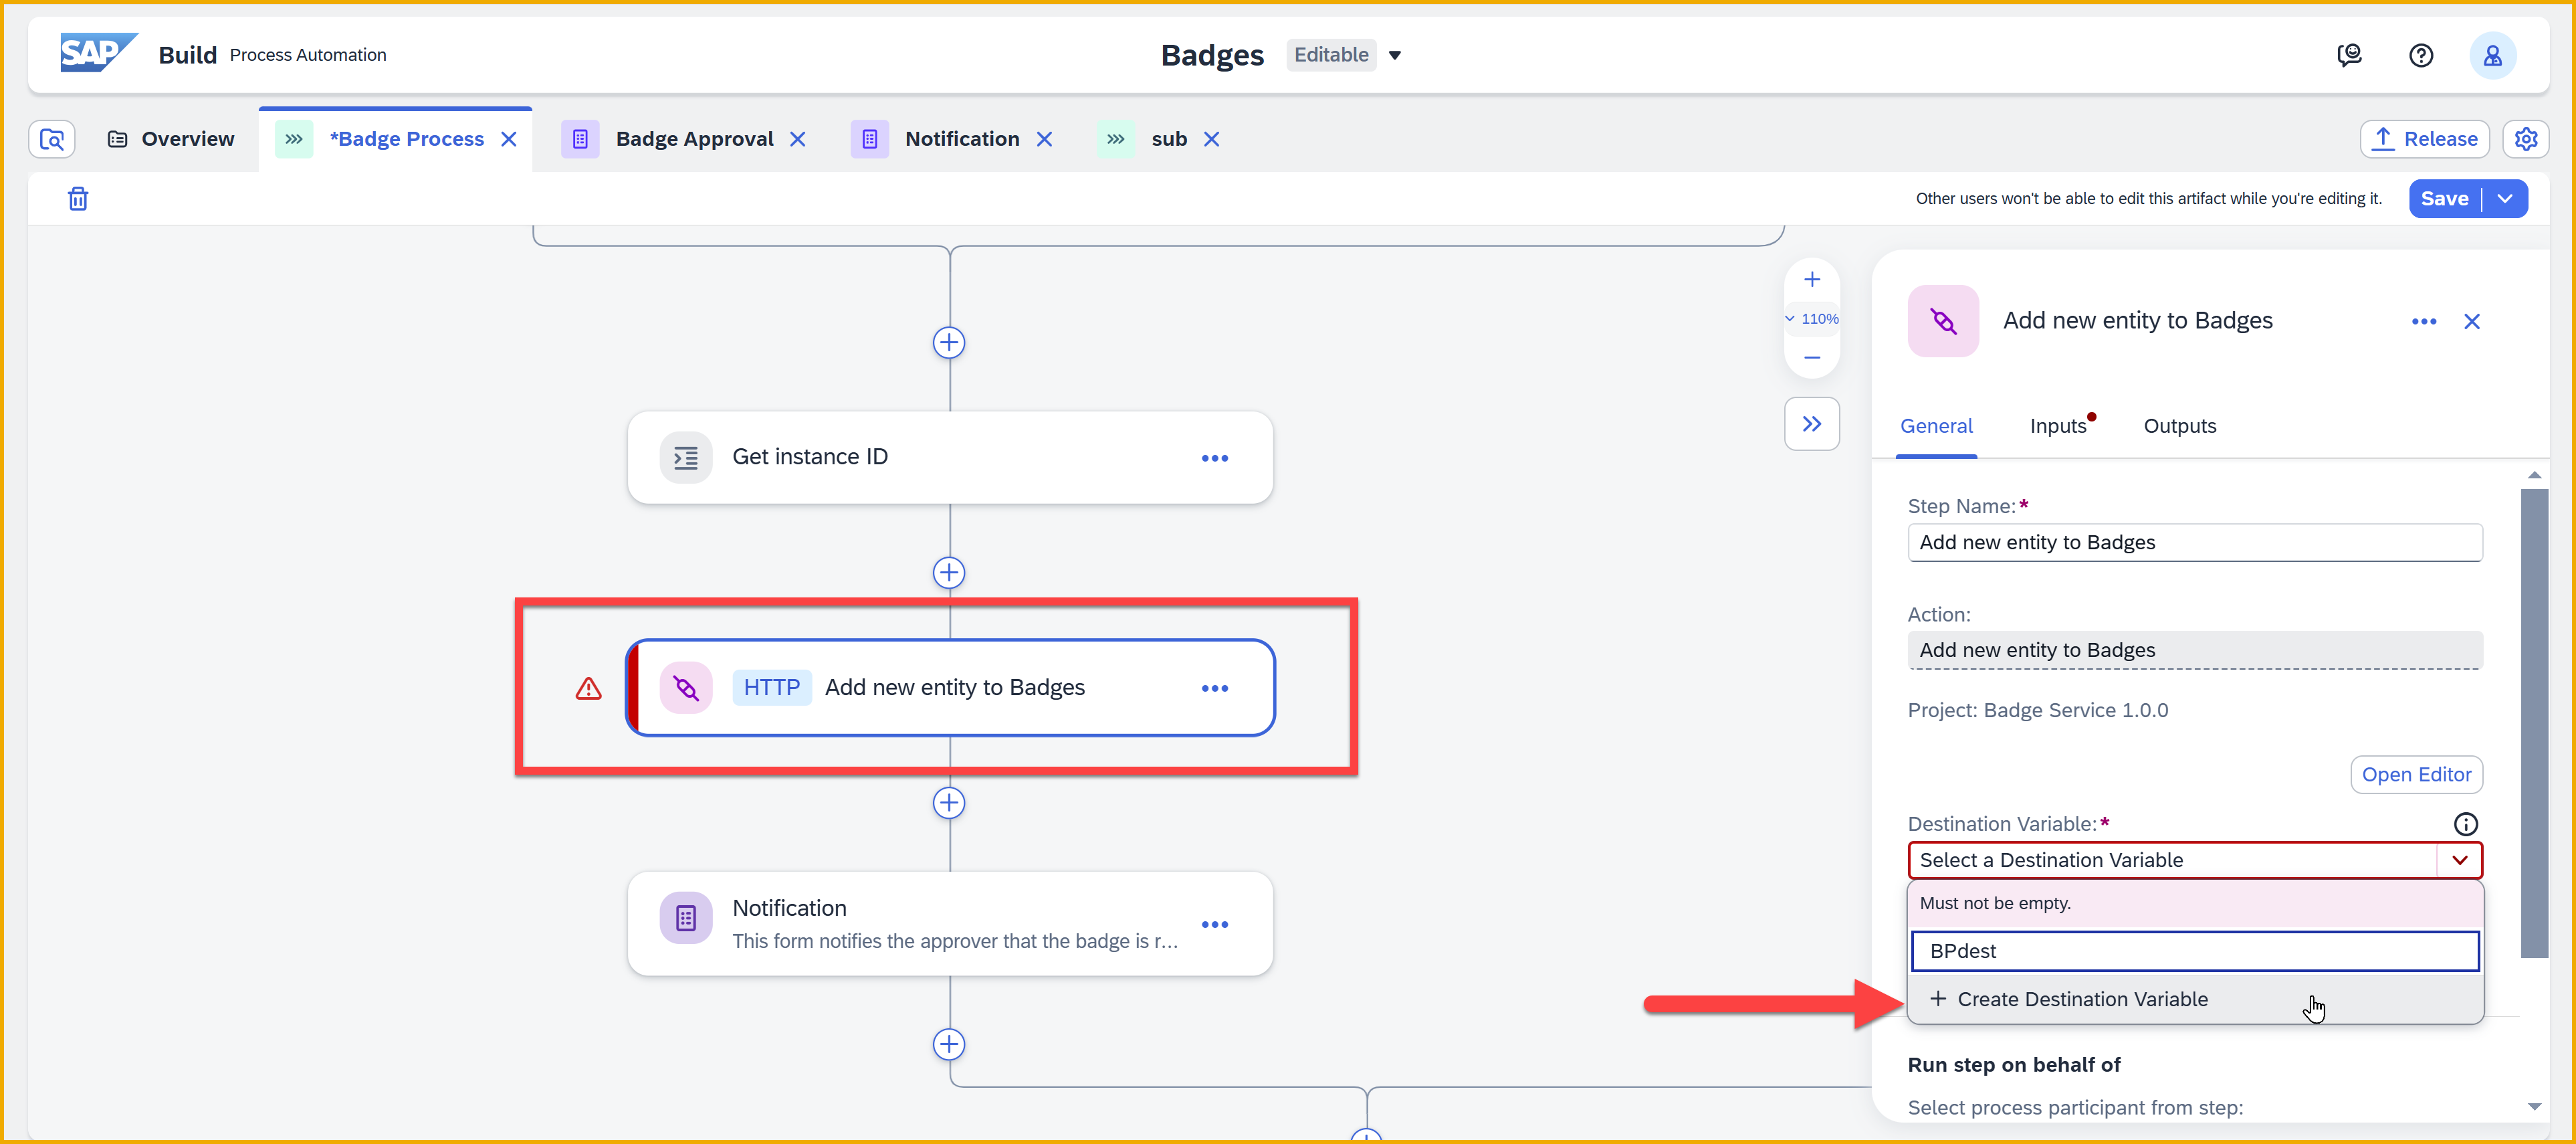 SAP Build Process Automation
Badges Editable
Overview
*Badge Process
Badge Approval
Notification
sub
Release
Other users won't be able to edit this artifact while you're editing it.
Save
110%
Get instance ID
HTTP Add new entity to Badges
Notification
This form notifies the approver that the badge is r...
Add new entity to Badges
General Inputs Outputs
Step Name:*
Add new entity to Badges
Action:
Add new entity to Badges
Project: Badge Service 1.0.0
Open Editor
Destination Variable:*
Select a Destination Variable
Must not be empty.
BPdest
+ Create Destination Variable
Run step on behalf of
Select process participant from step: